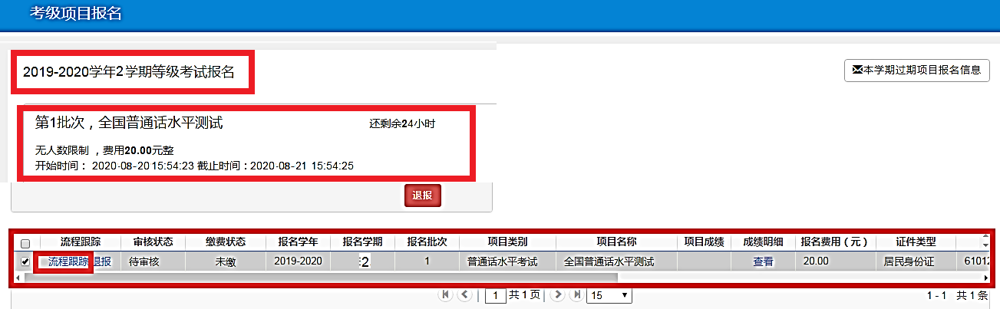 考级项目报名
2019-2020学年2学期等级考试报名
本学期过期项目报名信息
第1批次，全国普通话水平测试 还剩余24小时
无人数限制 ，费用20.00元整
开始时间： 2020-08-20 15:54:23 截止时间：2020-08-21 15:54:25
退报
流程跟踪 审核状态 缴费状态 报名学年 报名学期 报名批次 项目类别 项目名称 项目成绩 成绩明细 报名费用（元） 证件类型
流程跟踪 退报 待审核 未缴 2019-2020 2 1 普通话水平考试 全国普通话水平测试 查看 20.00 居民身份证 61012
1 共 1 页 15 1 - 1 共 1 条